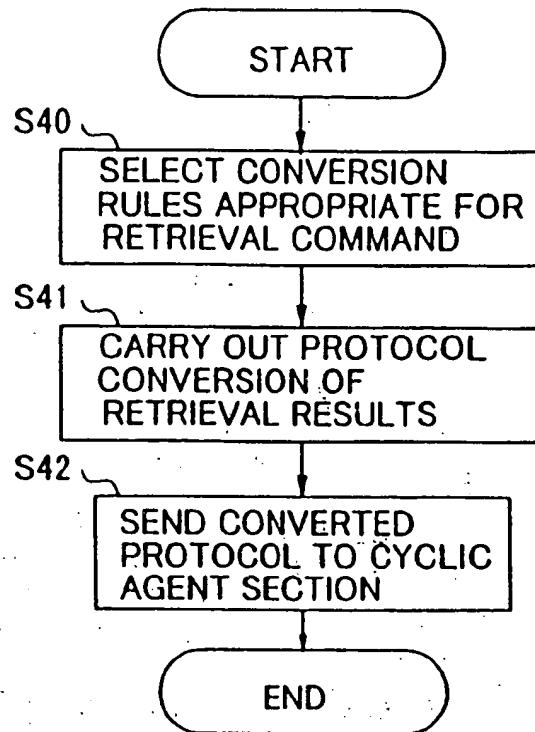 START
S40
SELECT CONVERSION
RULES APPROPRIATE FOR
RETRIEVAL COMMAND
S41
CARRY OUT PROTOCOL
CONVERSION OF
RETRIEVAL RESULTS
S42
SEND CONVERTED
PROTOCOL TO CYCLIC
AGENT SECTION
END